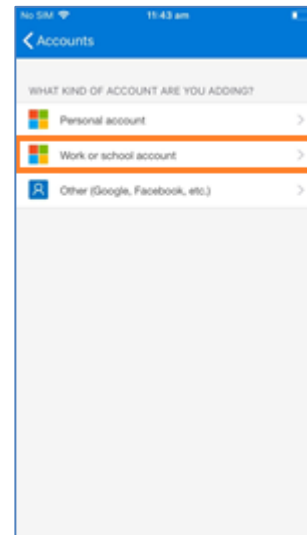 No SIM 11:43 am
Accounts
WHAT KIND OF ACCOUNT ARE YOU ADDING?
Personal account
Work or school account
Other (Google, Facebook, etc.)